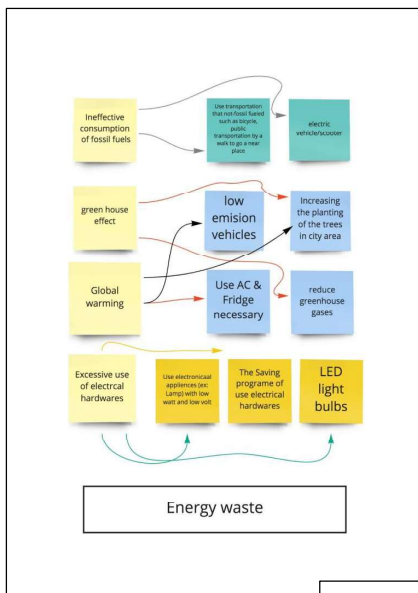 Ineffective
consumption
of fossil fuels
Use transportation
that not-fossil fueled
such as bicycle,
public
transportation by a
walk to go a near
place
electric
vehicle/scooter
green house
effect
low
emision
vehicles
Increasing
the planting
of the trees
in city area
Global
warming
Use AC &
Fridge
necessary
reduce
greenhouse
gases
Excessive use
of electrcal
hardwares
Use electronicaal
appliences (ex:
Lamp) with low
watt and low volt
The Saving
programe of
use electrical
hardwares
LED
light
bulbs
Energy waste